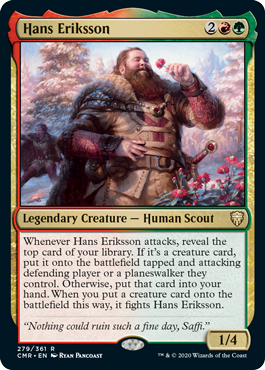 Hans Eriksson 2
Legendary Creature — Human Scout
Whenever Hans Eriksson attacks, reveal the
top card of your library. If it's a creature card,
put it onto the battlefield tapped and attacking
defending player or a planeswalker they
control. Otherwise, put that card into your
hand. When you put a creature card onto the
battlefield this way, it fights Hans Eriksson.
"Nothing could ruin such a fine day, Saffi."
1/4
279/361 R
CMR • EN RYAN PANCOAST
™ & © 2020 Wizards of the Coast